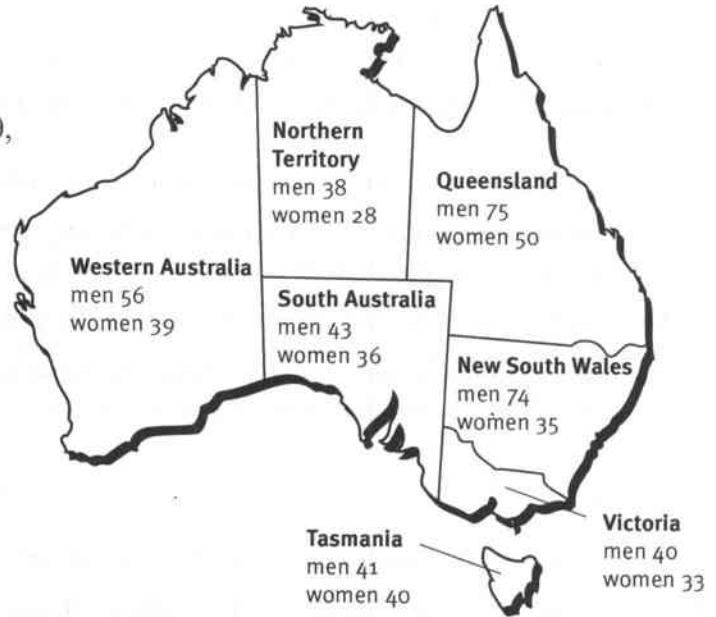 ),
Northern
Territory
men 38
women 28
Queensland
men 75
women 50
Western Australia
men 56
women 39
South Australia
men 43
women 36
New South Wales
men 74
women 35
Victoria
men 40
women 33
Tasmania
men 41
women 40